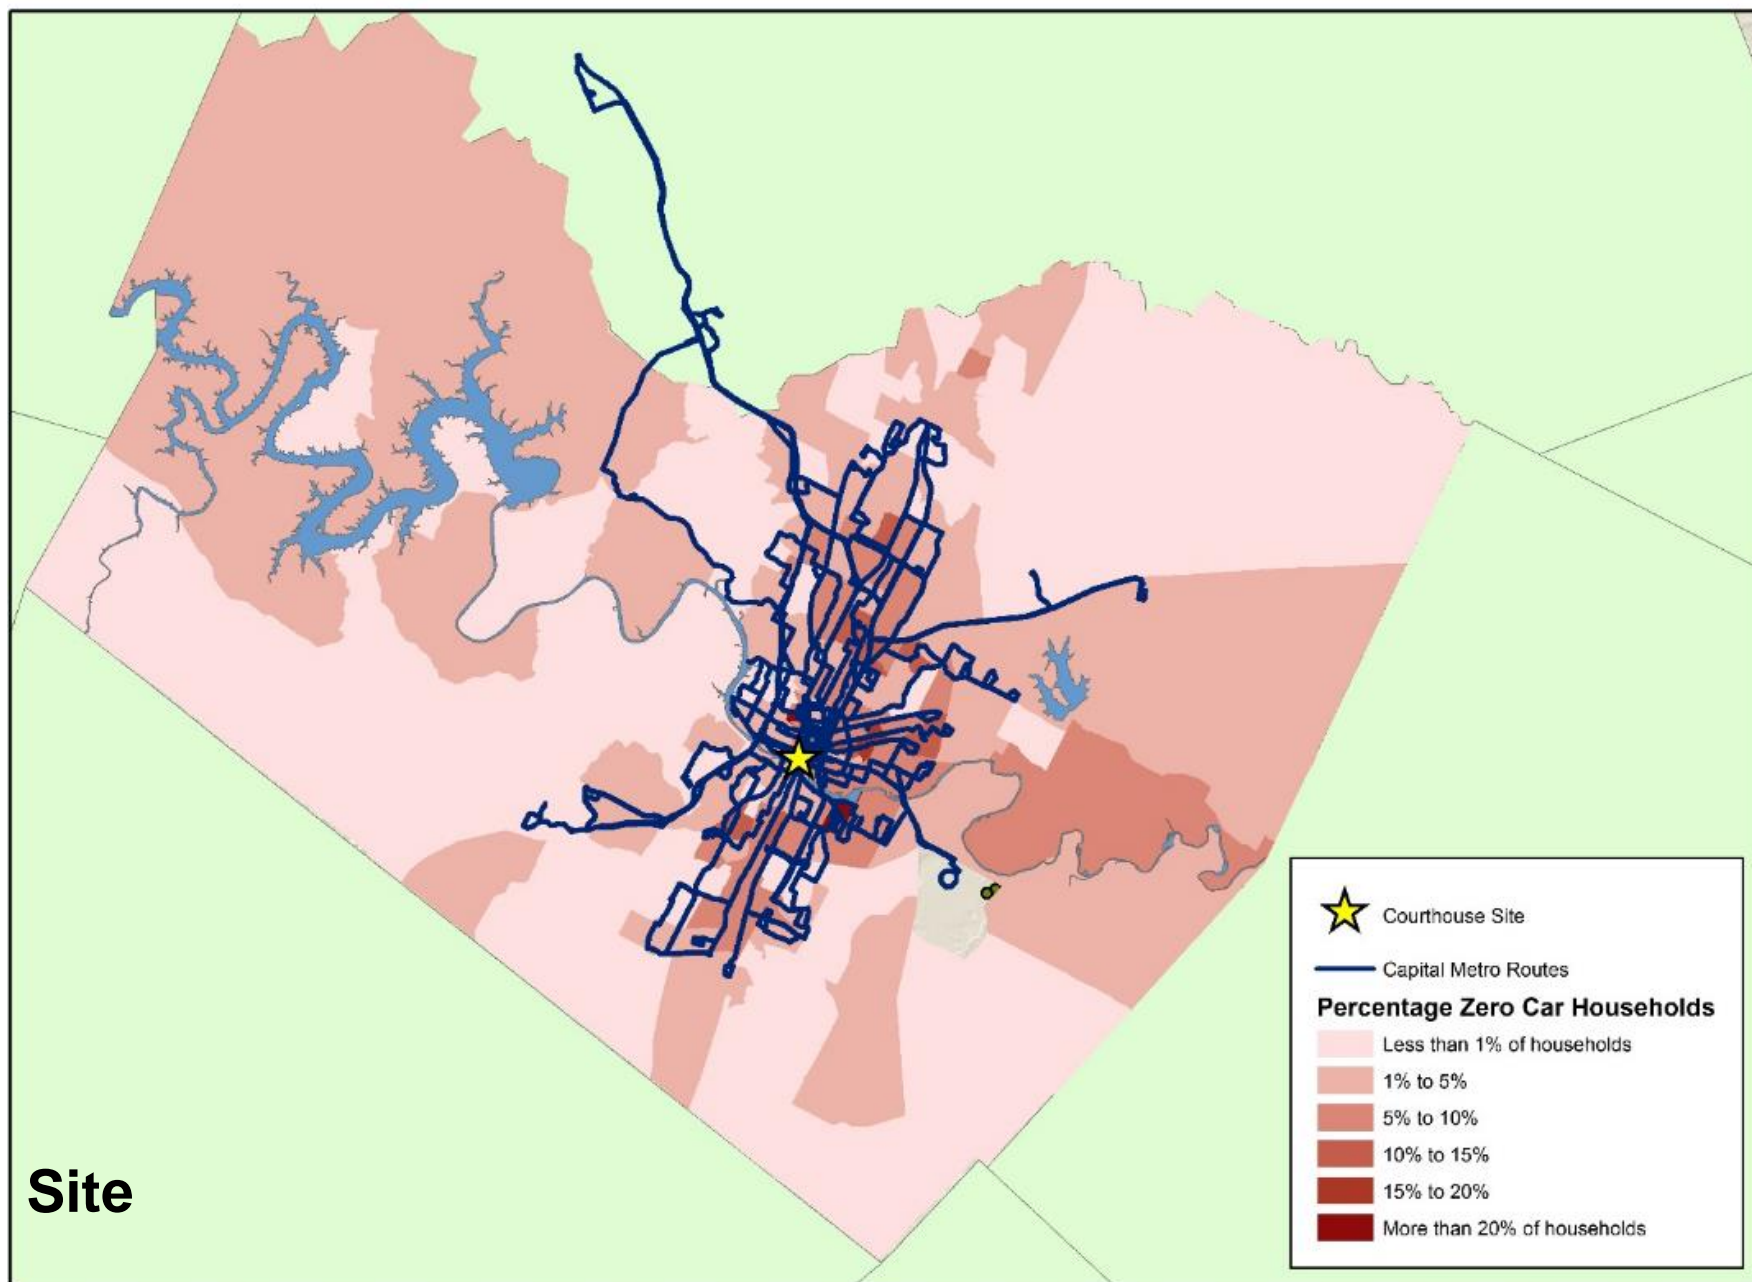 Site
Courthouse Site
Capital Metro Routes
Percentage Zero Car Households
Less than 1% of households
1% to 5%
5% to 10%
10% to 15%
15% to 20%
More than 20% of households